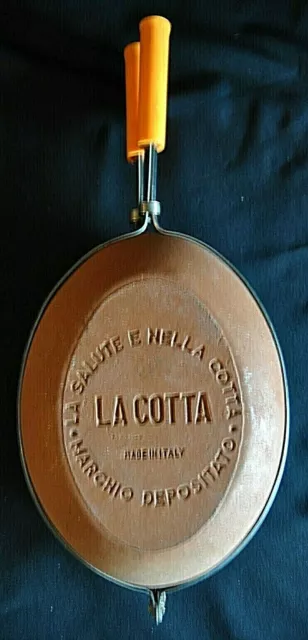 LA SALUTE E NELLA COTTA
LA COTTA
MADE IN ITALY
• MARCHIO DEPOSITATO •